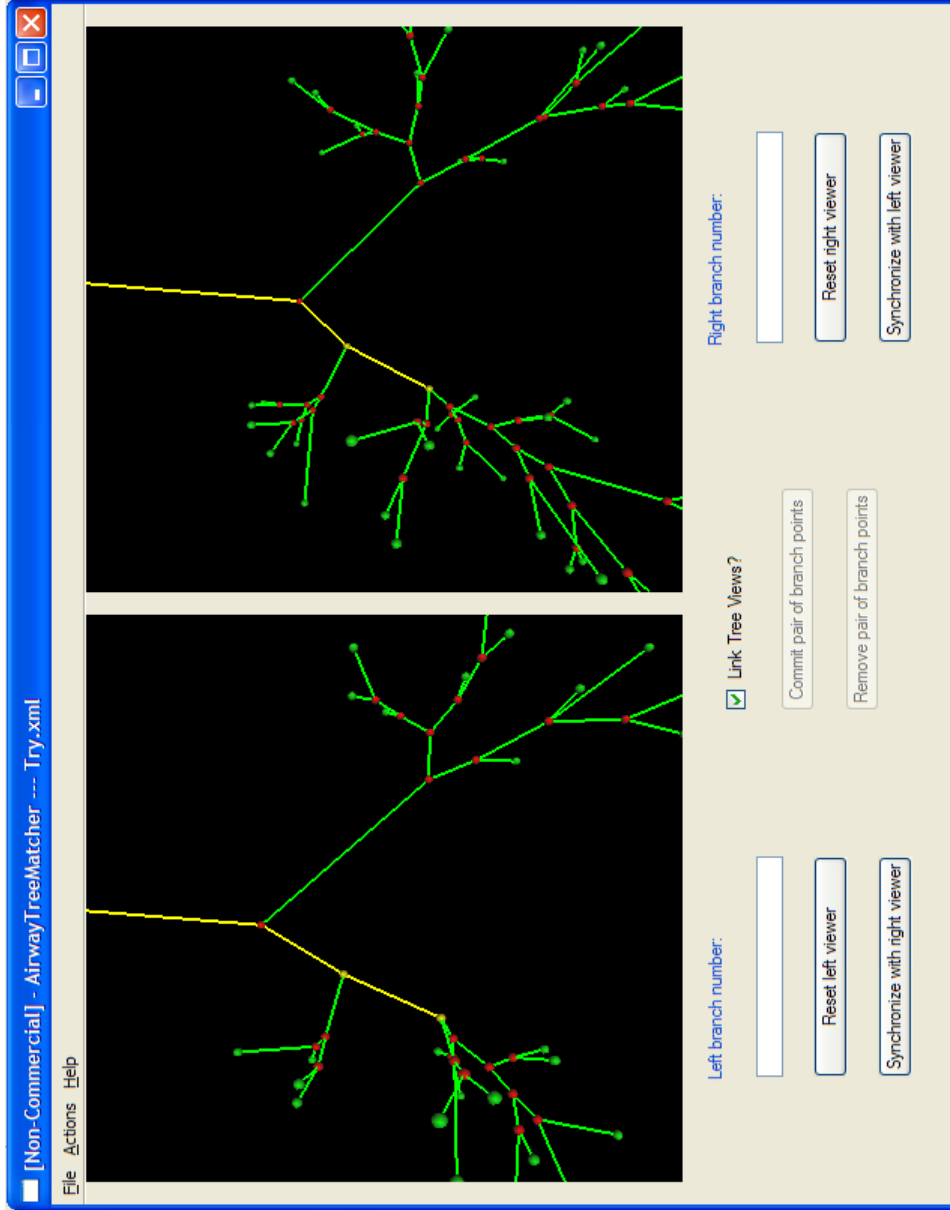 [Non-Commercial] - AirwayTreeMatcher --- Try.xml
File Actions Help
Left branch number:
Reset left viewer
Synchronize with right viewer
Link Tree Views?
Commit pair of branch points
Remove pair of branch points
Right branch number:
Reset right viewer
Synchronize with left viewer